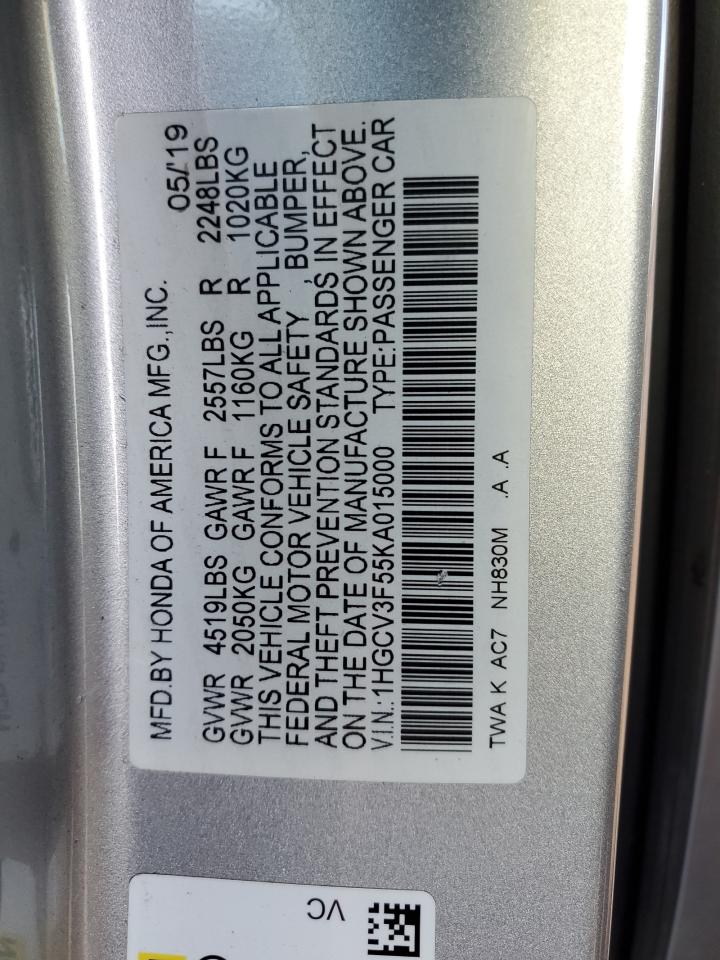 MFD.BY HONDA OF AMERICA MFG.,INC. 05/'19
GVWR 4519LBS GAWR F 2557LBS R 2248LBS
GVWR 2050KG GAWR F 1160KG R 1020KG
THIS VEHICLE CONFORMS TO ALL APPLICABLE
FEDERAL MOTOR VEHICLE SAFETY , BUMPER,
AND THEFT PREVENTION STANDARDS IN EFFECT
ON THE DATE OF MANUFACTURE SHOWN ABOVE.
V.I.N.:1HGCV3F55KA015000 TYPE:PASSENGER CAR
TWA K AC7 NH830M .A .A
VC